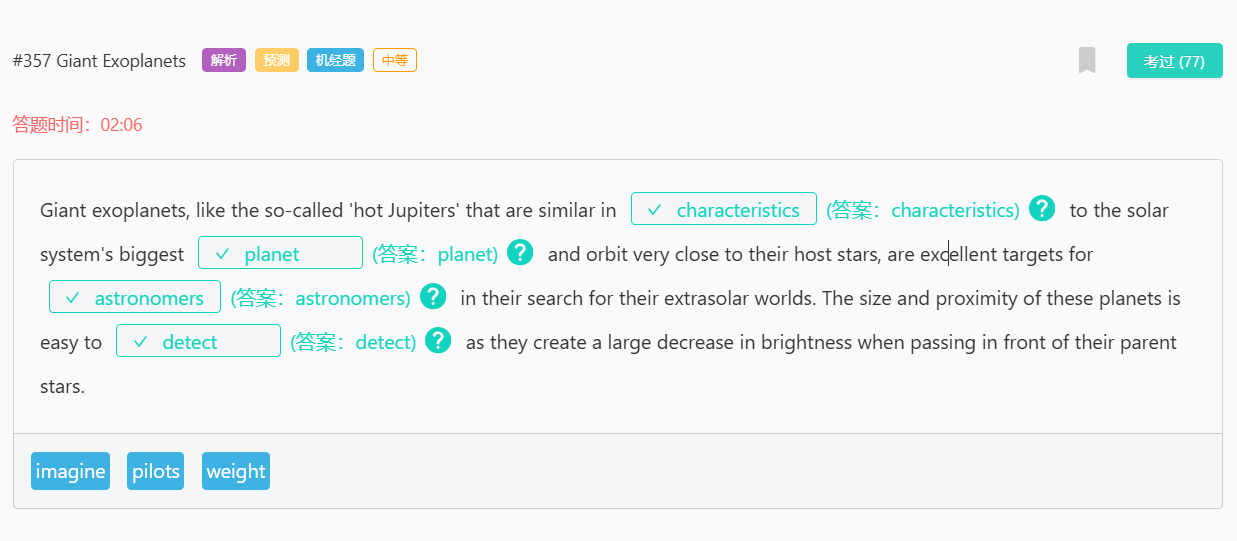 #357 Giant Exoplanets 解析 预测 机经题 中等 考过 (77)
答题时间：02:06
Giant exoplanets, like the so-called 'hot Jupiters' that are similar in ✓ characteristics (答案：characteristics) ? to the solar
system's biggest ✓ planet (答案：planet) ? and orbit very close to their host stars, are excellent targets for
✓ astronomers (答案：astronomers) ? in their search for their extrasolar worlds. The size and proximity of these planets is
easy to ✓ detect (答案：detect) ? as they create a large decrease in brightness when passing in front of their parent
stars.
imagine pilots weight